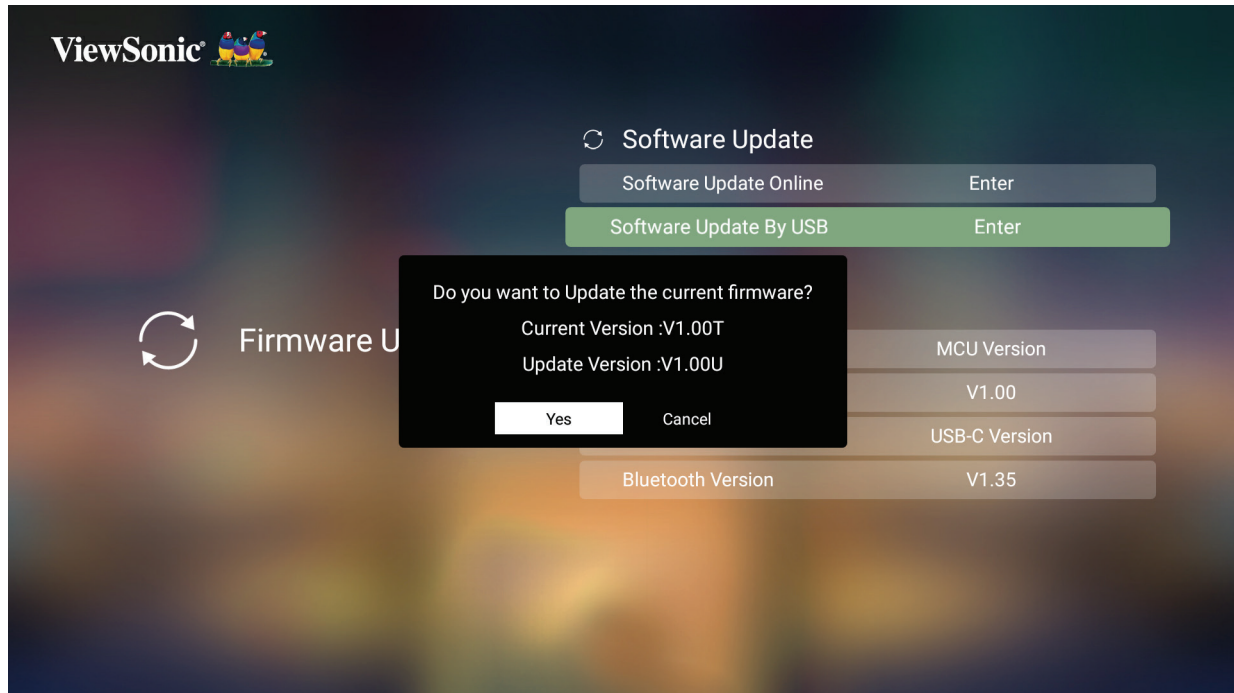 ViewSonic®
Software Update
Software Update Online Enter
Software Update By USB Enter
Do you want to Update the current firmware?
Current Version :V1.00T
Update Version :V1.00U
Yes Cancel
Firmware U
MCU Version
V1.00
USB-C Version
Bluetooth Version V1.35